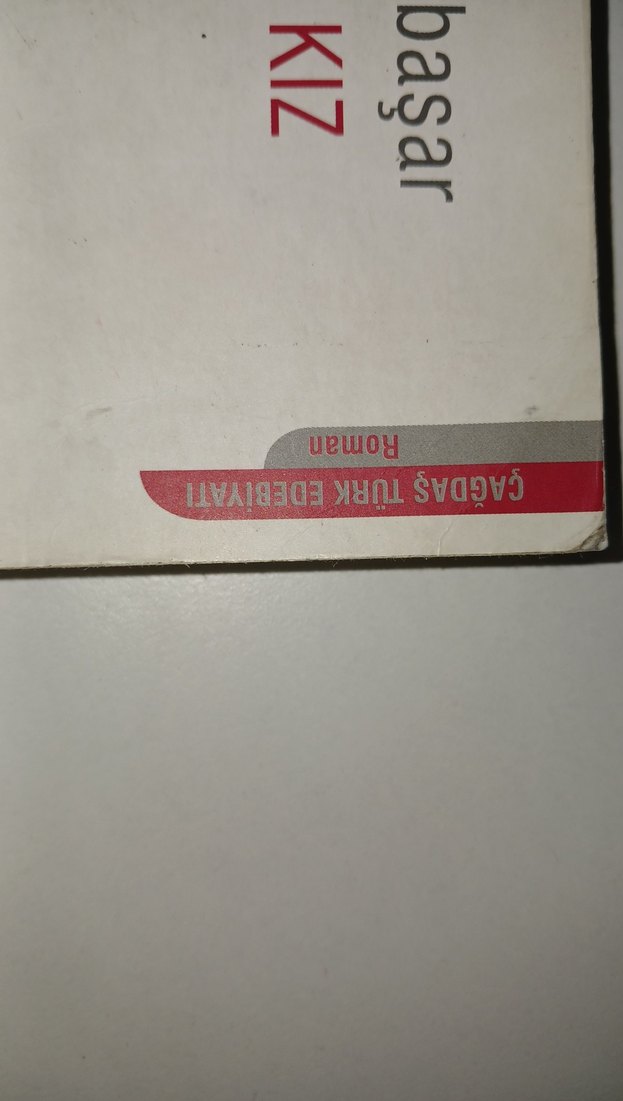 başar
KIZ
Roman
ÇAĞDAŞ TÜRK EDEBİYATI